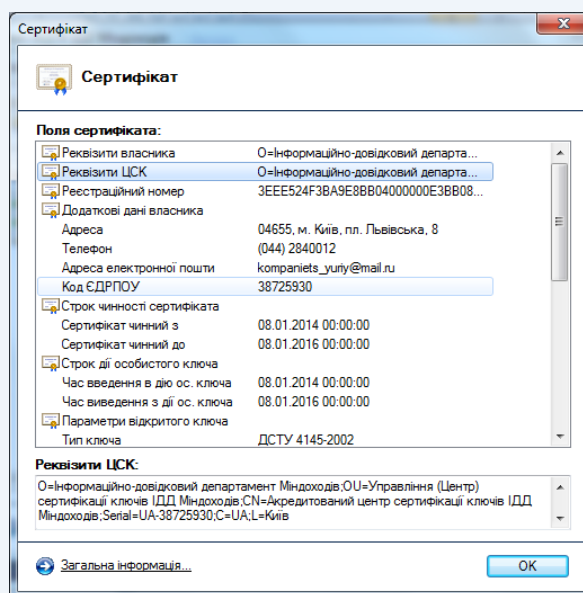 Сертифікат
Сертифікат
Поля сертифіката:
Реквізити власника О=Інформаційно-довідковий департа...
Реквізити ЦСК О=Інформаційно-довідковий департа...
Реєстраційний номер 3EEE524F3BA9E8BB04000000E3BB08...
Додаткові дані власника
Адреса 04655, м. Київ, пл. Львівська, 8
Телефон (044) 2840012
Адреса електронної пошти kompaniets_yuriy@mail.ru
Код ЄДРПОУ 38725930
Строк чинності сертифіката
Сертифікат чинний з 08.01.2014 00:00:00
Сертифікат чинний до 08.01.2016 00:00:00
Строк дії особистого ключа
Час введення в дію ос. ключа 08.01.2014 00:00:00
Час виведення з дії ос. ключа 08.01.2016 00:00:00
Параметри відкритого ключа
Тип ключа ДСТУ 4145-2002
Реквізити ЦСК:
О=Інформаційно-довідковий департамент Міндоходів;OU=Управління (Центр)
сертифікації ключів ІДД Міндоходів;CN=Акредитований центр сертифікації ключів ІДД
Міндоходів;Serial=UA-38725930;C=UA;L=Київ
Загальна інформація...
OK